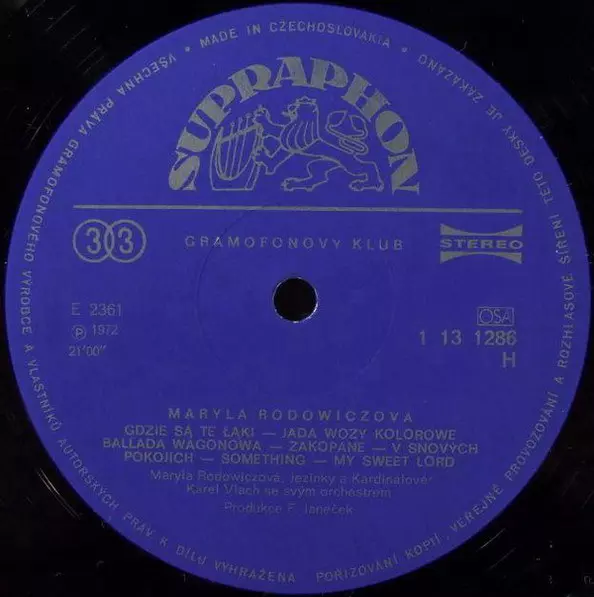 • MADE IN CZECHOSLOVAKIA •
VŠECHNA PRÁVA GRAMOFONOVÉHO VÝROBCE A VLASTNÍKŮ AUTORSKÝCH PRÁV K DÍLU VYHRAŽENA
POŘIZOVÁNÍ KOPIÍ, VEŘEJNÉ PROVOZOVÁNÍ A ROZHLASOVÉ ŠÍŘENÍ TÉTO DESKY JE ZAKÁZÁNO
SUPRAPHON
33
GRAMOFONOVÝ KLUB
STEREO
E 2361
Ⓟ 1972
21'00"
OSA
1 13 1286
H
MARYLA RODOWICZOVÁ
GDZIE SĄ TE ŁĄKI — JADĄ WOZY KOLOROWE
BALLADA WAGONOWA — ZAKOPANE — V SNOVÝCH
POKOJÍCH — SOMETHING — MY SWEET LORD
Maryla Rodowiczová, Jezinky a Kardinálové
Karel Vlach se svým orchestrem
Produkce F. Janeček